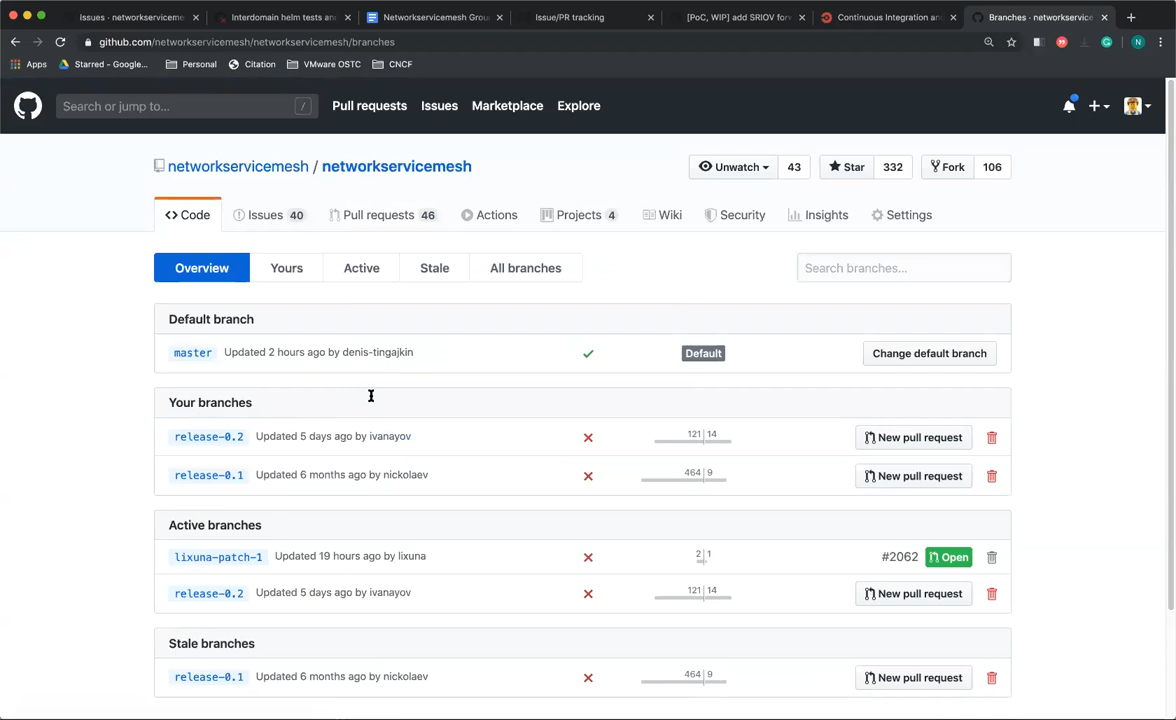 Issues · networkserviceme
Interdomain helm tests an
Networkservicemesh Grou
Issue/PR tracking
[PoC, WIP] add SRIOV forw
Continuous Integration an
Branches · networkservice
github.com/networkservicemesh/networkservicemesh/branches
N
Apps
Starred - Google...
Personal
Citation
VMware OSTC
CNCF
Search or jump to...
/
Pull requests
Issues
Marketplace
Explore
networkservicemesh / networkservicemesh
Unwatch
43
Star
332
Fork
106
Code
Issues 40
Pull requests 46
Actions
Projects 4
Wiki
Security
Insights
Settings
Overview
Yours
Active
Stale
All branches
Search branches...
Default branch
master Updated 2 hours ago by denis-tingajkin
Default
Change default branch
Your branches
release-0.2 Updated 5 days ago by ivanayov
121 14
New pull request
release-0.1 Updated 6 months ago by nickolaev
464 9
New pull request
Active branches
lixuna-patch-1 Updated 19 hours ago by lixuna
2 1
#2062 Open
release-0.2 Updated 5 days ago by ivanayov
121 14
New pull request
Stale branches
release-0.1 Updated 6 months ago by nickolaev
464 9
New pull request